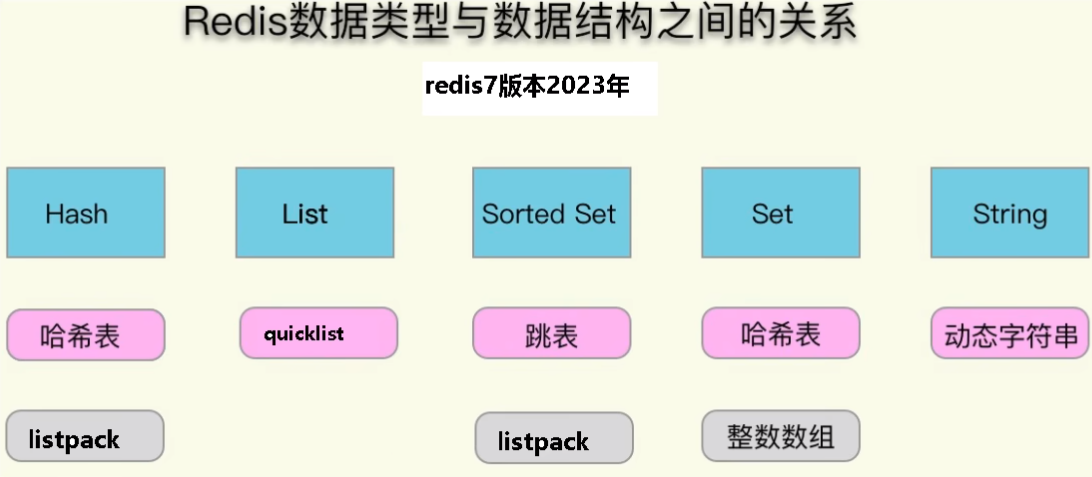 Redis数据类型与数据结构之间的关系
redis7版本2023年
Hash
List
Sorted Set
Set
String
哈希表
quicklist
跳表
哈希表
动态字符串
listpack
listpack
整数数组